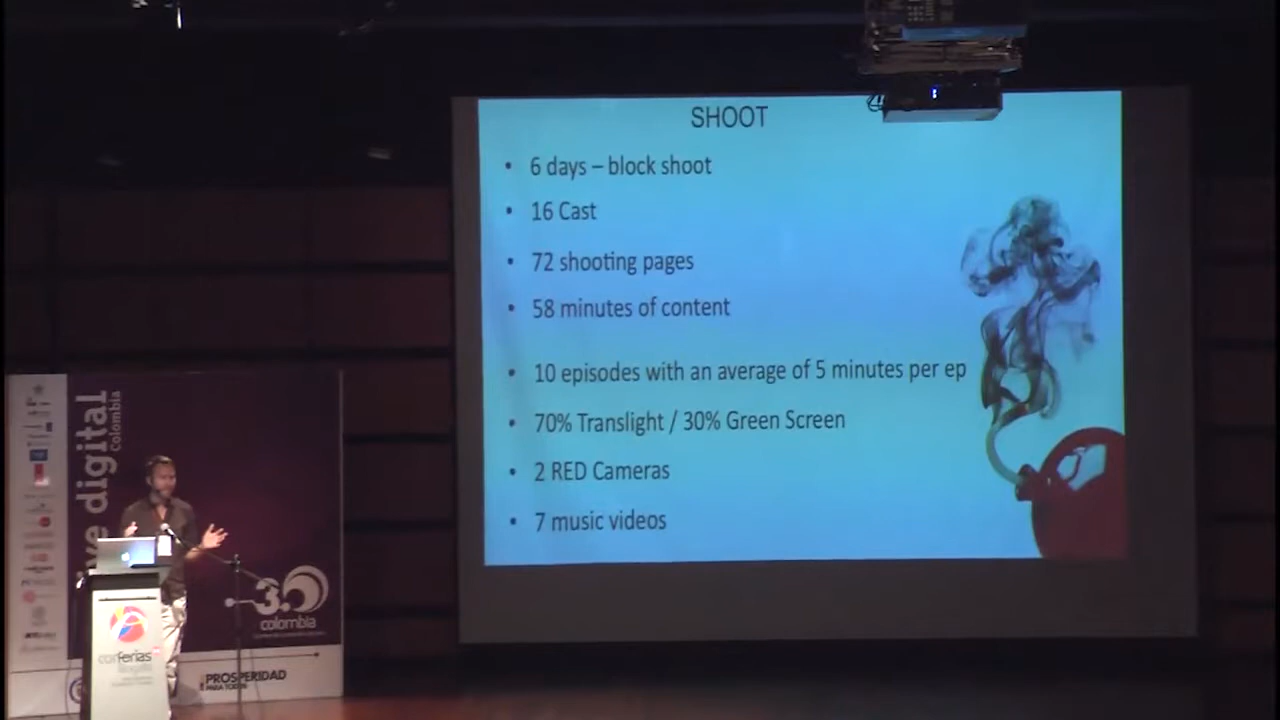 SHOOT
• 6 days – block shoot
• 16 Cast
• 72 shooting pages
• 58 minutes of content
• 10 episodes with an average of 5 minutes per ep
• 70% Translight / 30% Green Screen
• 2 RED Cameras
• 7 music videos
ve digital
Colombia
3.0
colombia
corferias
PROSPERIDAD
PARA TODOS